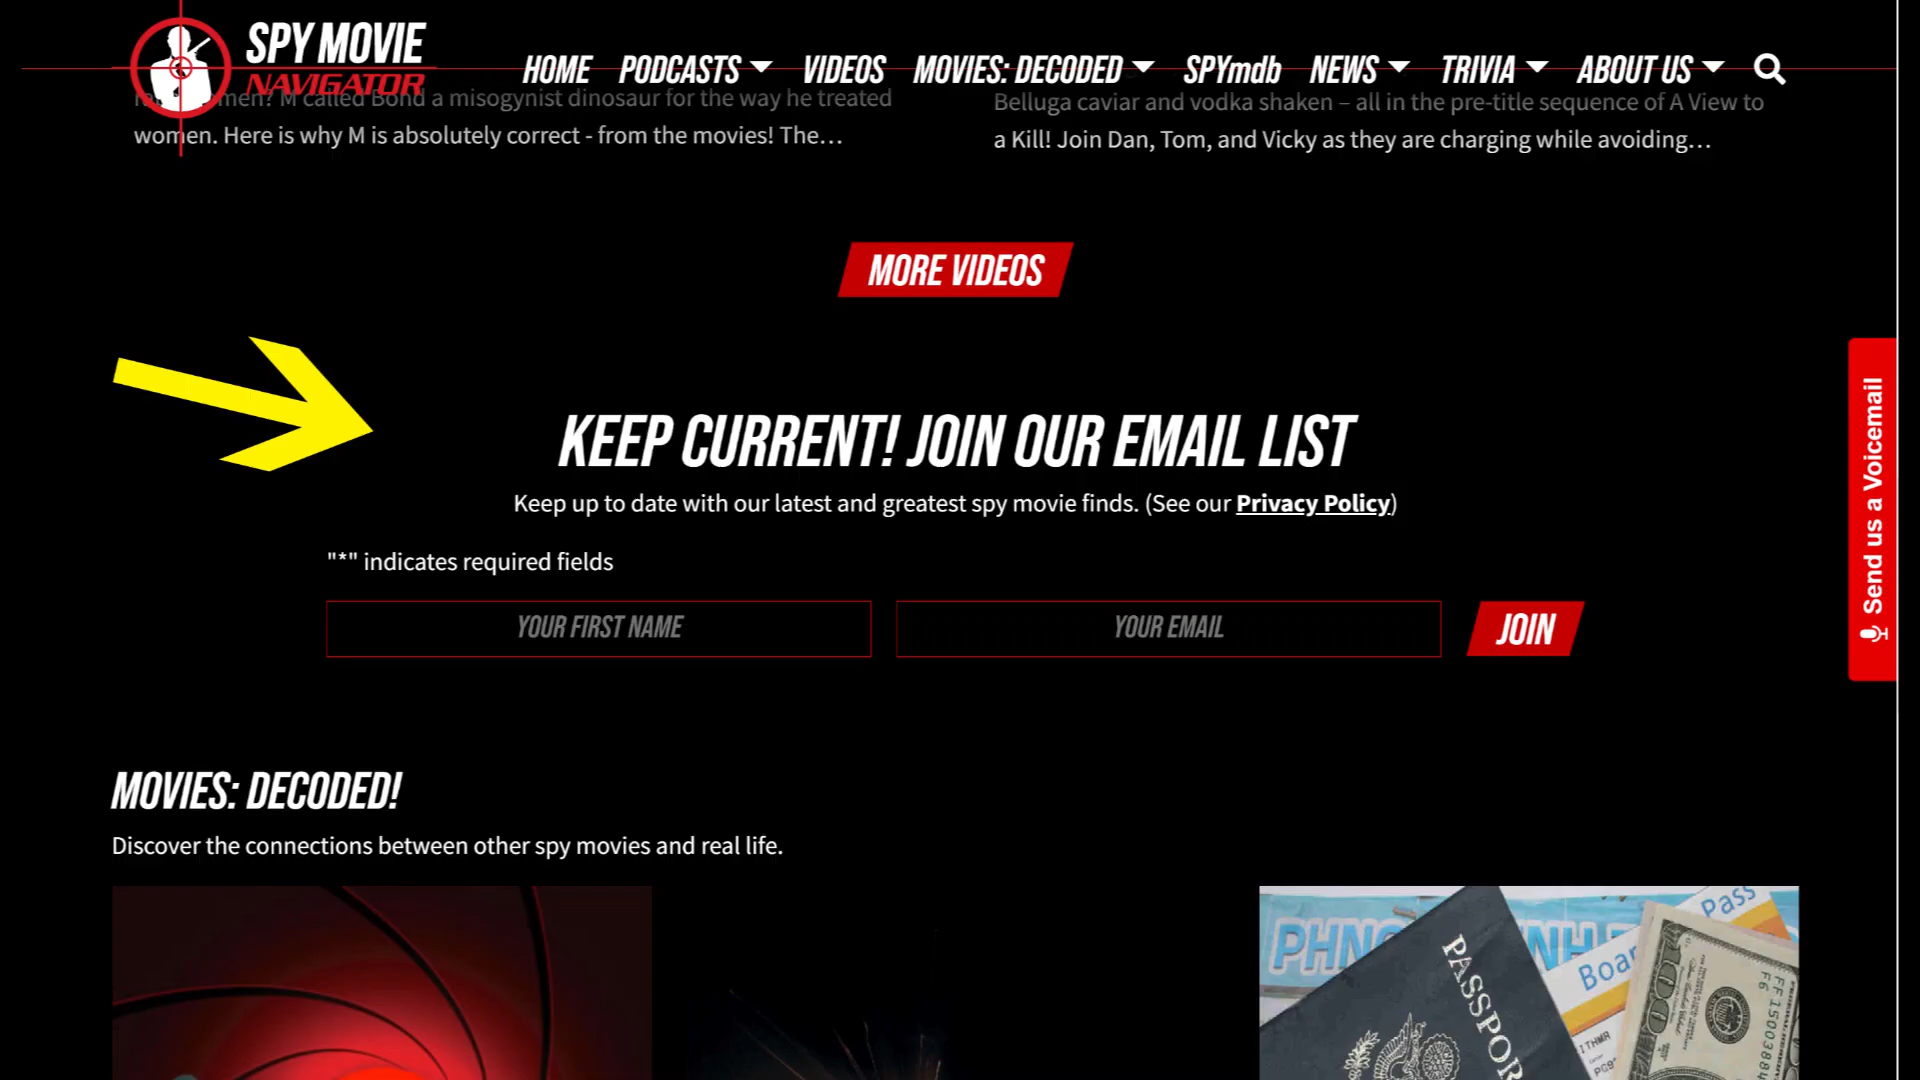 SPY MOVIE
NAVIGATOR
HOME PODCASTS VIDEOS MOVIES: DECODED SPYmdb NEWS TRIVIA ABOUT US
men? M called Bond a misogynist dinosaur for the way he treated
women. Here is why M is absolutely correct - from the movies! The...
Belluga caviar and vodka shaken – all in the pre-title sequence of A View to
a Kill! Join Dan, Tom, and Vicky as they are charging while avoiding...
MORE VIDEOS
KEEP CURRENT! JOIN OUR EMAIL LIST
Keep up to date with our latest and greatest spy movie finds. (See our Privacy Policy)
"*" indicates required fields
YOUR FIRST NAME
YOUR EMAIL
JOIN
Send us a Voicemail
MOVIES: DECODED!
Discover the connections between other spy movies and real life.
Pass
Boar
PASSPOR
100